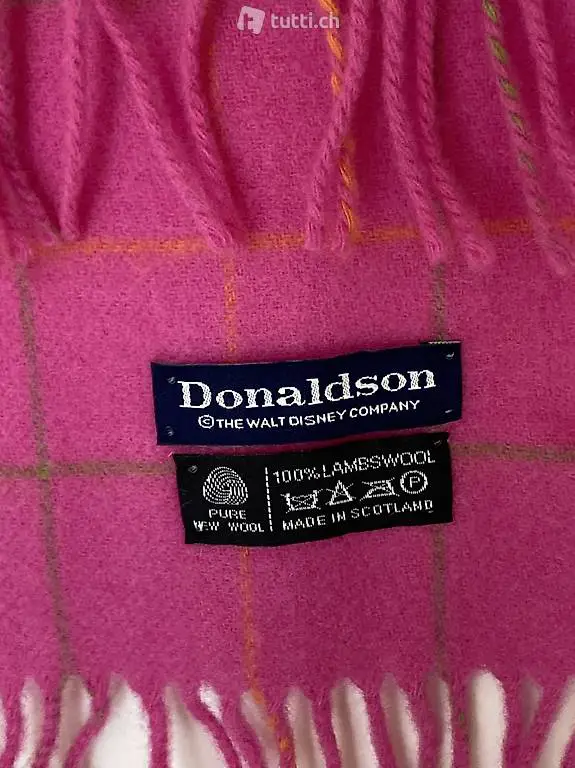 tutti.ch
Donaldson
©THE WALT DISNEY COMPANY
100% LAMBSWOOL
PURE
NEW WOOL
P
MADE IN SCOTLAND